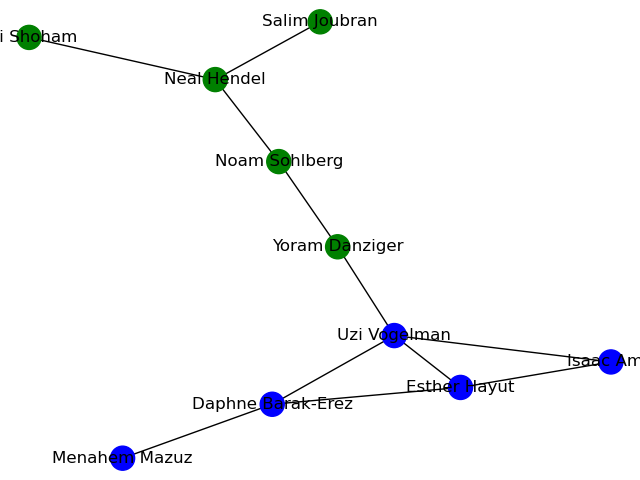 Salim Joubran
i Shoham
Neal Hendel
Noam Sohlberg
Yoram Danziger
Uzi Vogelman
Isaac Am
Esther Hayut
Daphne Barak-Erez
Menahem Mazuz